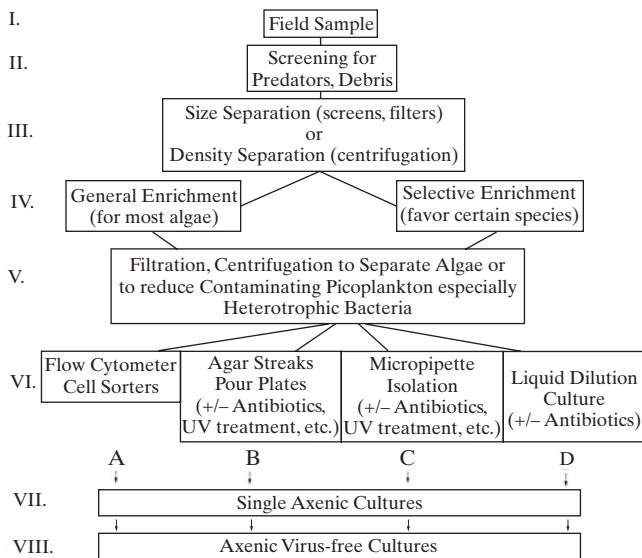 I.
Field Sample
II.
Screening for
Predators, Debris
III.
Size Separation (screens, filters)
or
Density Separation (centrifugation)
IV.
General Enrichment
(for most algae)
Selective Enrichment
(favor certain species)
V.
Filtration, Centrifugation to Separate Algae or
to reduce Contaminating Picoplankton especially
Heterotrophic Bacteria
VI.
Flow Cytometer
Cell Sorters
Agar Streaks
Pour Plates
(+/– Antibiotics,
UV treatment, etc.)
Micropipette
Isolation
(+/– Antibiotics,
UV treatment, etc.)
Liquid Dilution
Culture
(+/– Antibiotics)
A B C D
VII.
Single Axenic Cultures
VIII.
Axenic Virus-free Cultures